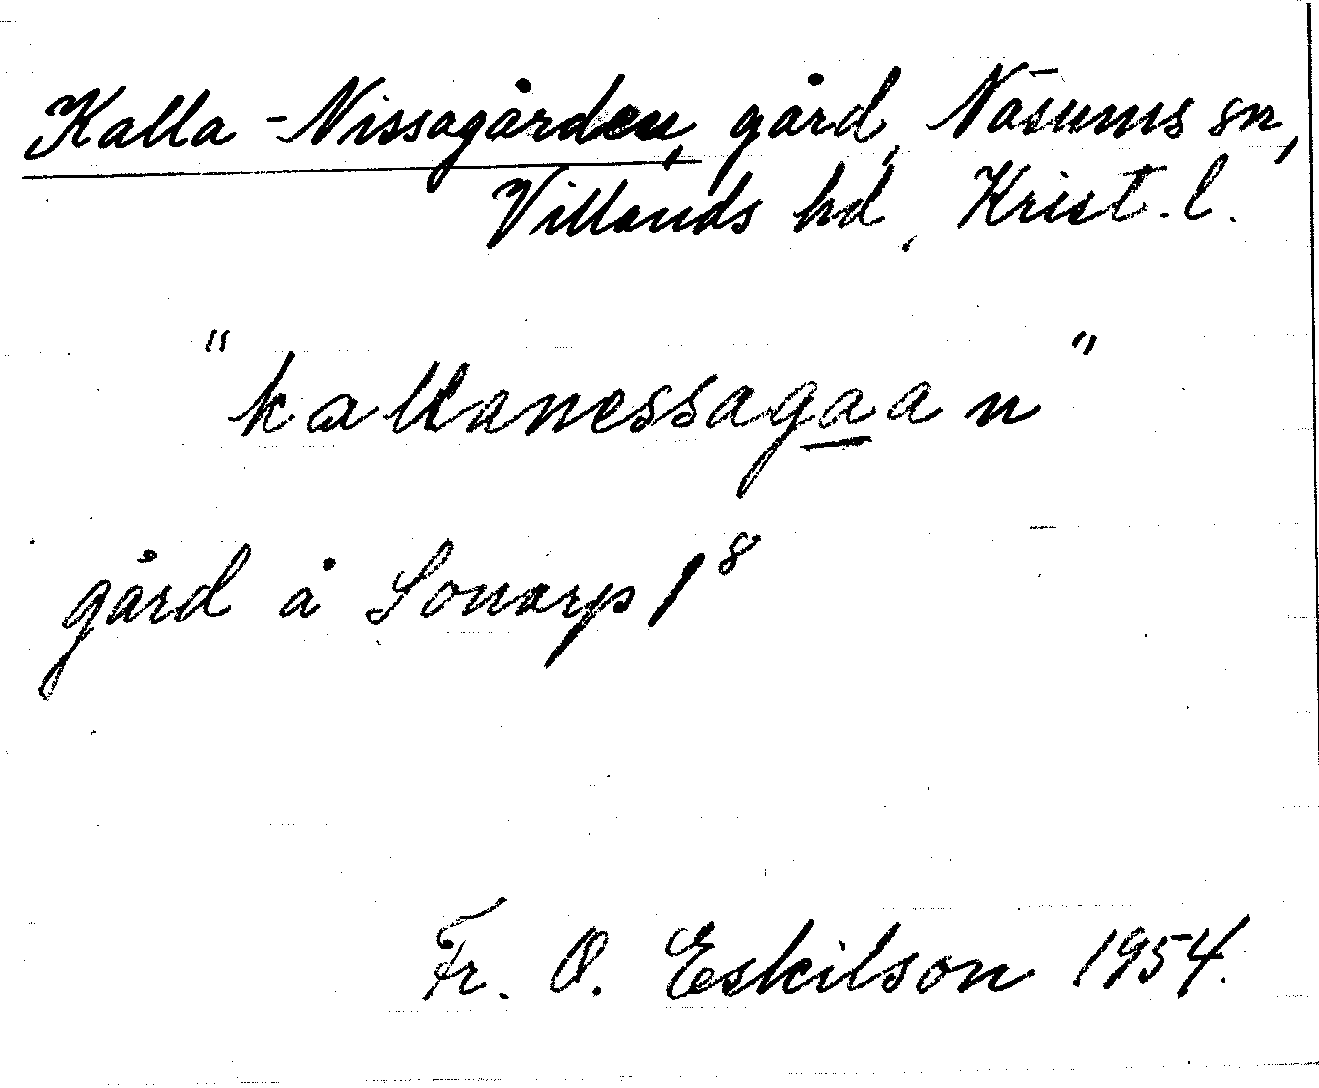 Kalla-Nissagården, gård, Näsums sn,
Villands hd, Krist. l.
"kallanessagaan"
gård å Sonarp 1⁸
Fr. O. Eskilson 1954.